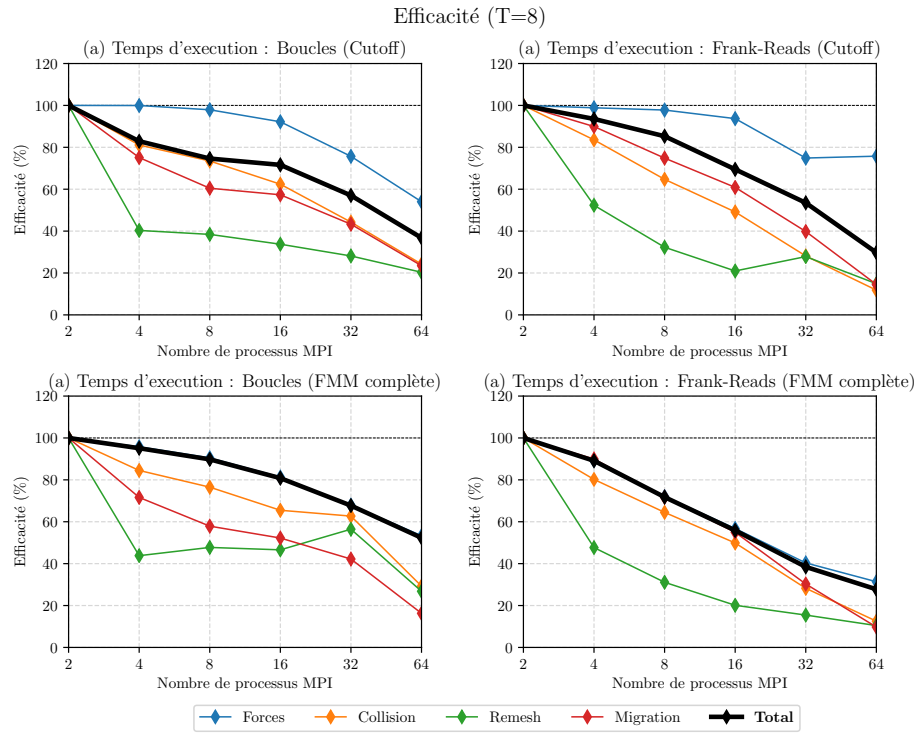 Efficacité (T=8)
(a) Temps d'execution : Boucles (Cutoff)
120
100
80
60
40
20
0
Efficacité (%)
2 4 8 16 32 64
Nombre de processus MPI
(a) Temps d'execution : Frank-Reads (Cutoff)
120
100
80
60
40
20
0
Efficacité (%)
2 4 8 16 32 64
Nombre de processus MPI
(a) Temps d'execution : Boucles (FMM complète)
120
100
80
60
40
20
0
Efficacité (%)
2 4 8 16 32 64
Nombre de processus MPI
(a) Temps d'execution : Frank-Reads (FMM complète)
120
100
80
60
40
20
0
Efficacité (%)
2 4 8 16 32 64
Nombre de processus MPI
Forces Collision Remesh Migration Total